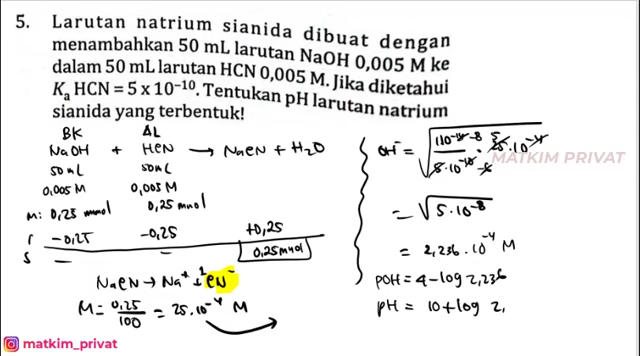 5. Larutan natrium sianida dibuat dengan
menambahkan 50 mL larutan NaOH 0,005 M ke
dalam 50 mL larutan HCN 0,005 M. Jika diketahui
Kₐ HCN = 5 x 10⁻¹⁰. Tentukan pH larutan natrium
sianida yang terbentuk!
BK AL
NaOH + HCN → NaCN + H₂O
50 mL 50 mL
0,005 M 0,005 M
M: 0,25 mmol 0,25 mmol
r -0,25 -0,25 +0,25
S — — 0,25 mmol
NaCN → Na⁺ + CN⁻
1
M = 0,25/100 = 25.10⁻⁴ M
OH⁻ = √
MATKIM PRIVAT
= √5.10⁻⁸
= 2,236.10⁻⁴ M
POH = 4 - log 2,236
PH = 10 + log 2,
matkim_privat